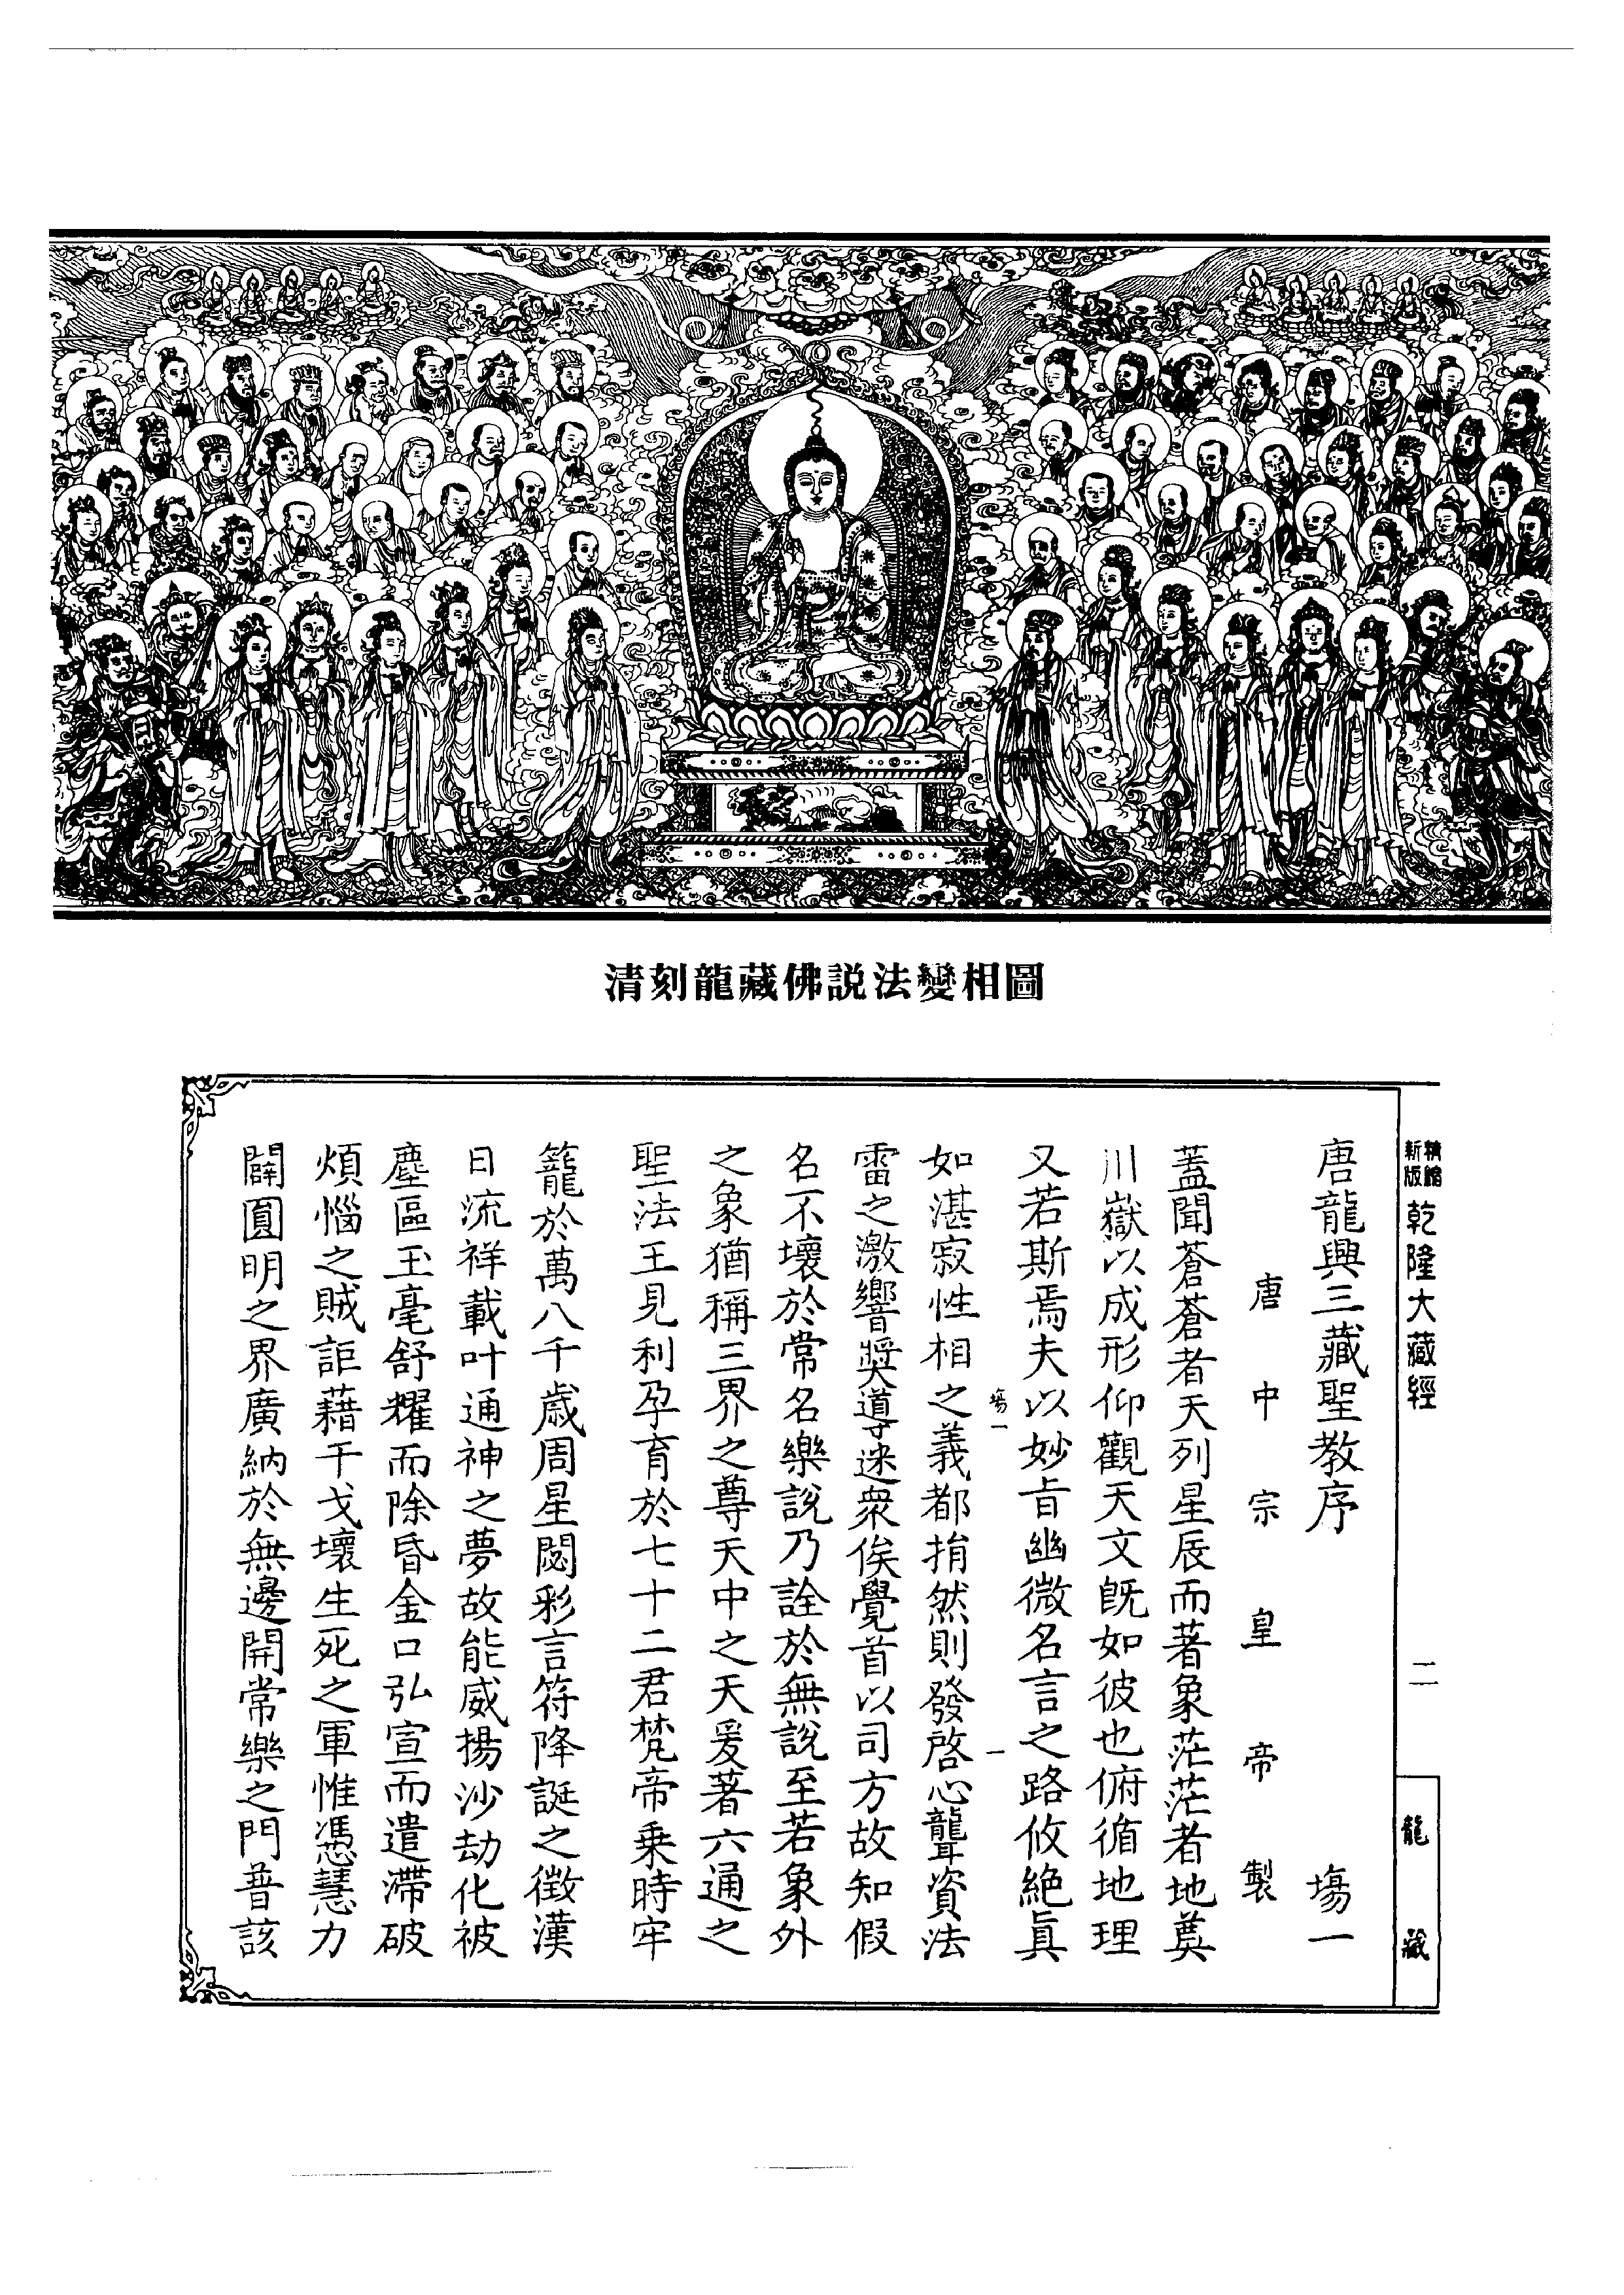 清刻龍藏佛説法變相圖
精縮新版
乾隆大藏經
二
龍藏
唐龍興三藏聖教序　塲一
唐中宗皇帝製
蓋聞蒼蒼者天列星辰而著象茫茫者地奠
川嶽以成形仰觀天文旣如彼也俯循地理
又若斯焉夫以妙旨幽微名言之路攸絶眞
塲一　一
如湛寂性相之義都捐然則發啓心聾資法
雷之激響奬導迷衆俟覺首以司方故知假
名不壞於常名樂說乃詮於無說至若象外
之象猶稱三界之尊天中之天爰著六通之
聖法王見利孕育於七十二君梵帝乗時牢
籠於萬八千歲周星閟彩言符降誕之徵漢
日流祥載叶通神之夢故能威揚沙劫化被
塵區玉毫舒耀而除昏金口弘宣而遣滯破
煩惱之賊詎藉干戈壞生死之軍惟憑慧力
闢圓明之界廣納於無邊開常樂之門普該